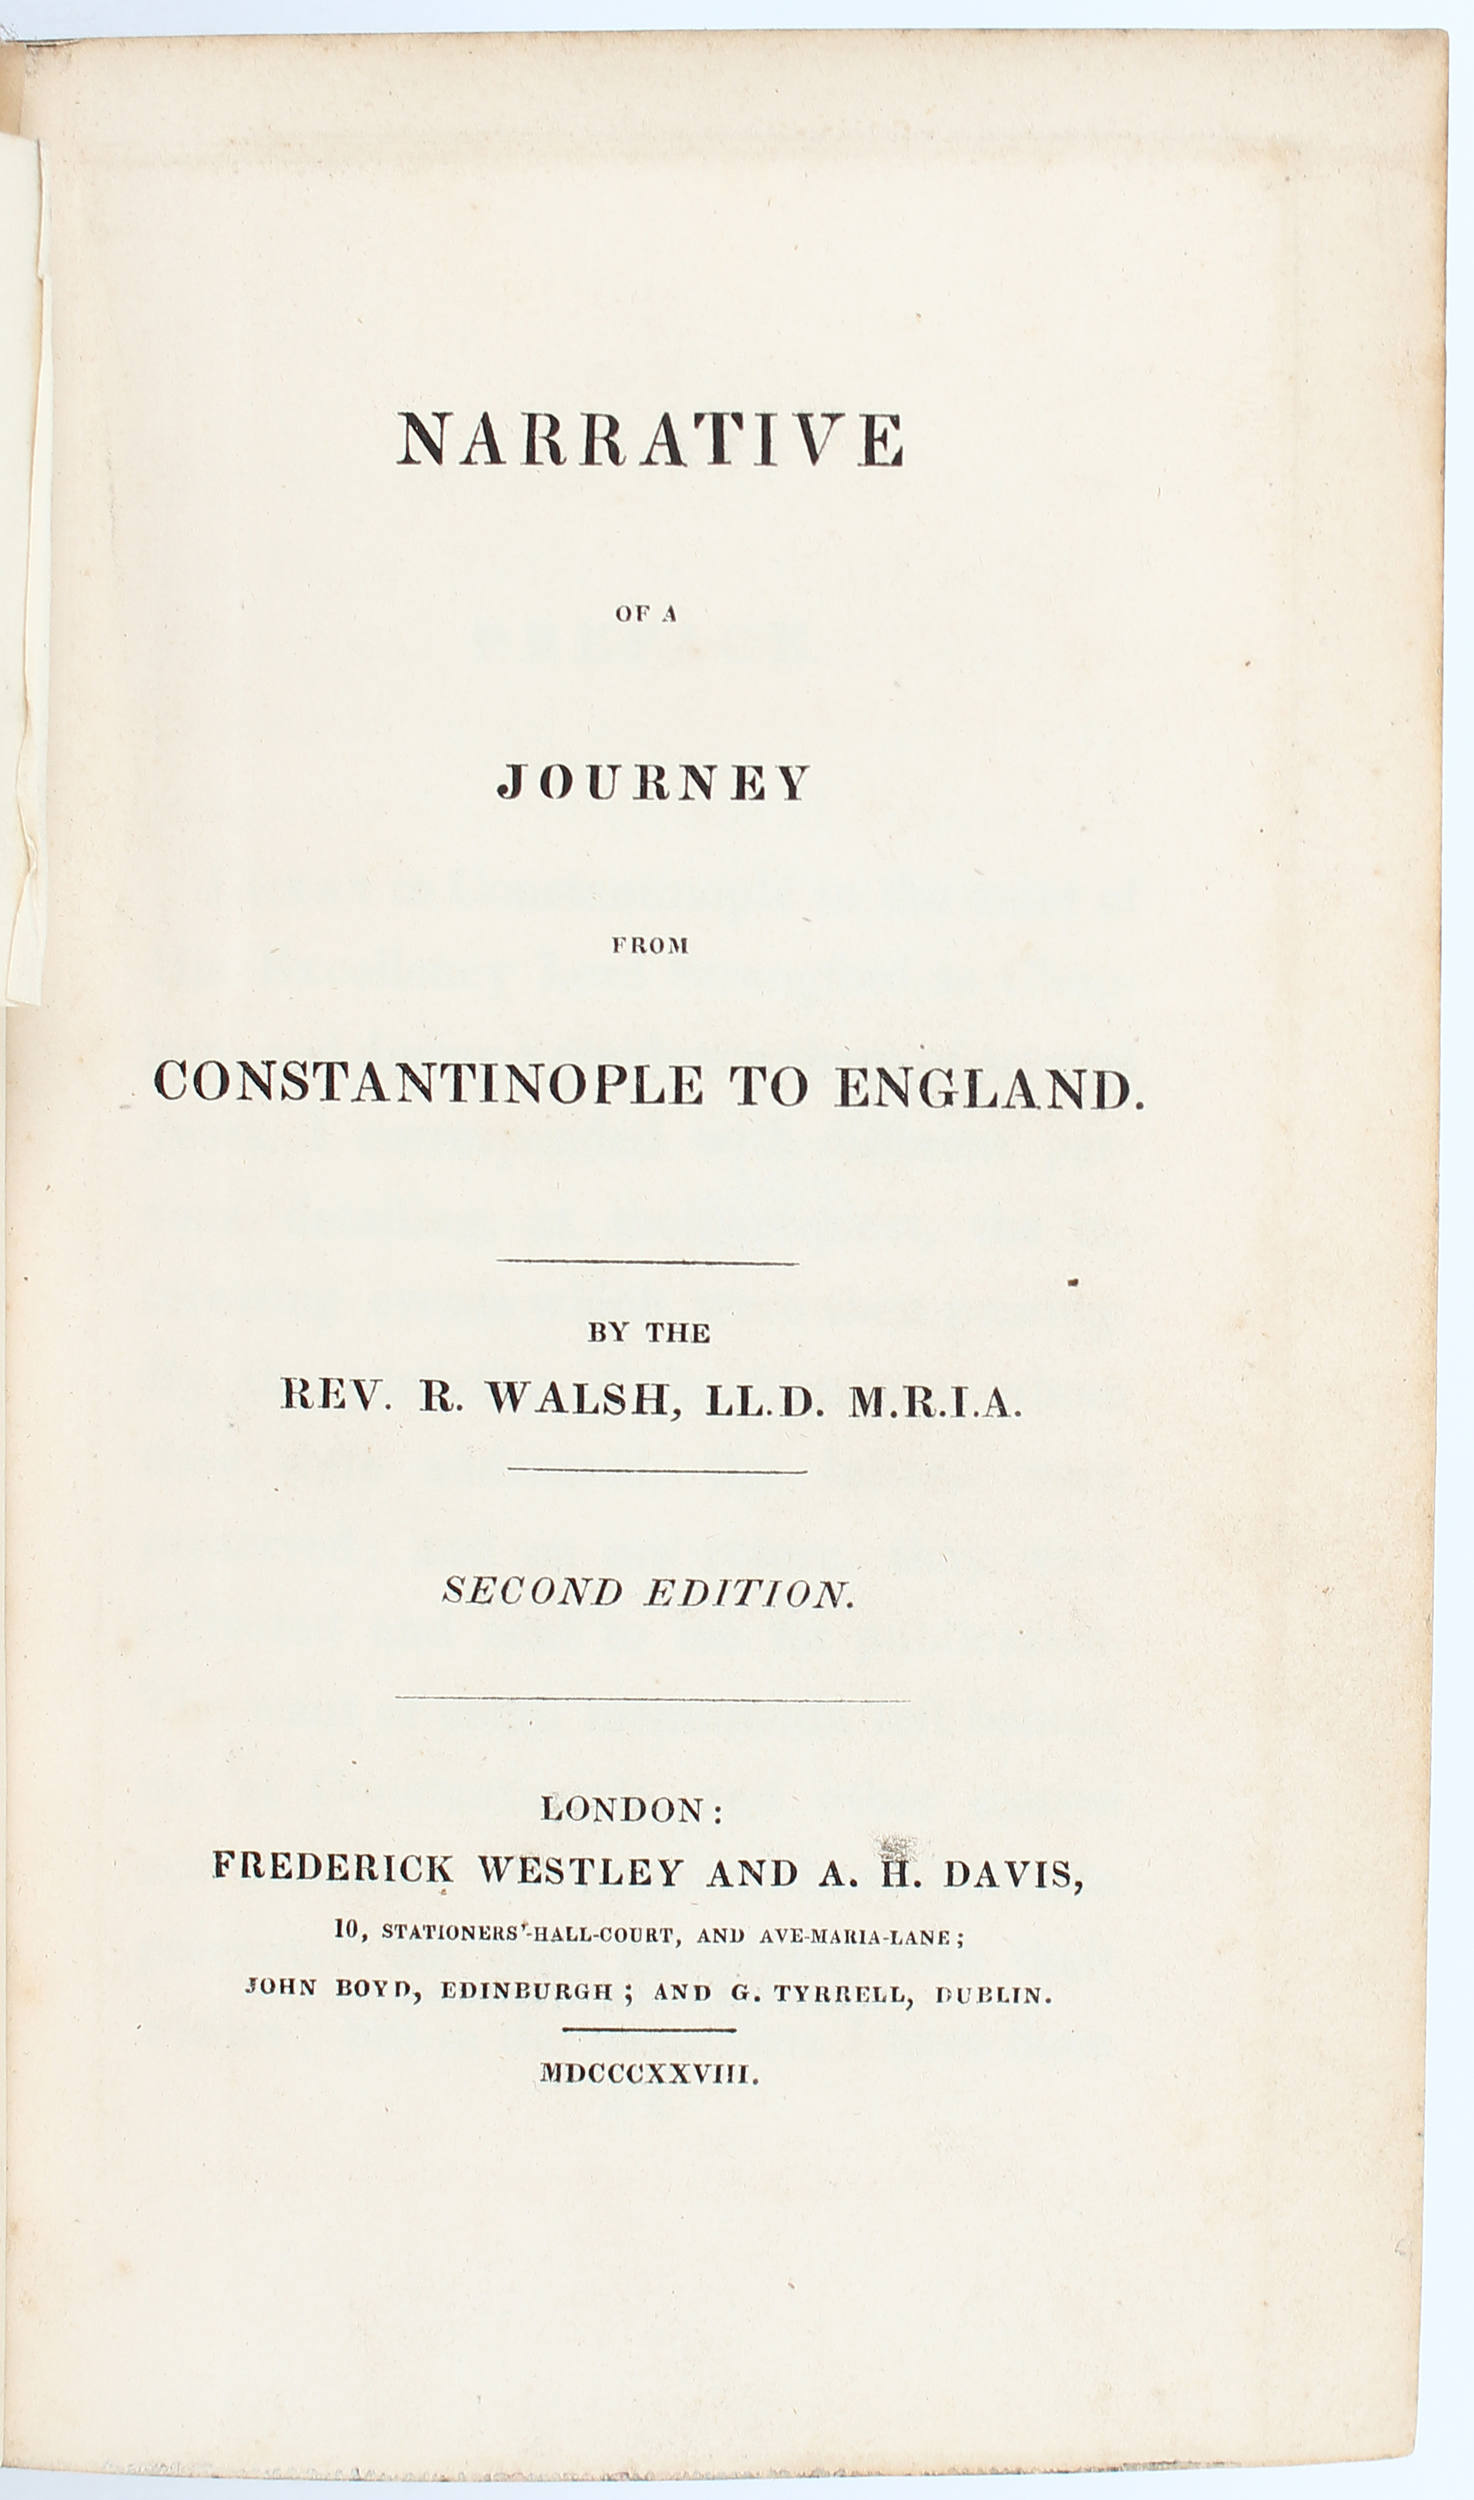 NARRATIVE
OF A
JOURNEY
FROM
CONSTANTINOPLE TO ENGLAND.
BY THE
REV. R. WALSH, LL.D. M.R.I.A.
SECOND EDITION.
LONDON:
FREDERICK WESTLEY AND A. H. DAVIS,
10, STATIONERS'-HALL-COURT, AND AVE-MARIA-LANE;
JOHN BOYD, EDINBURGH; AND G. TYRRELL, DUBLIN.
MDCCCXXVIII.